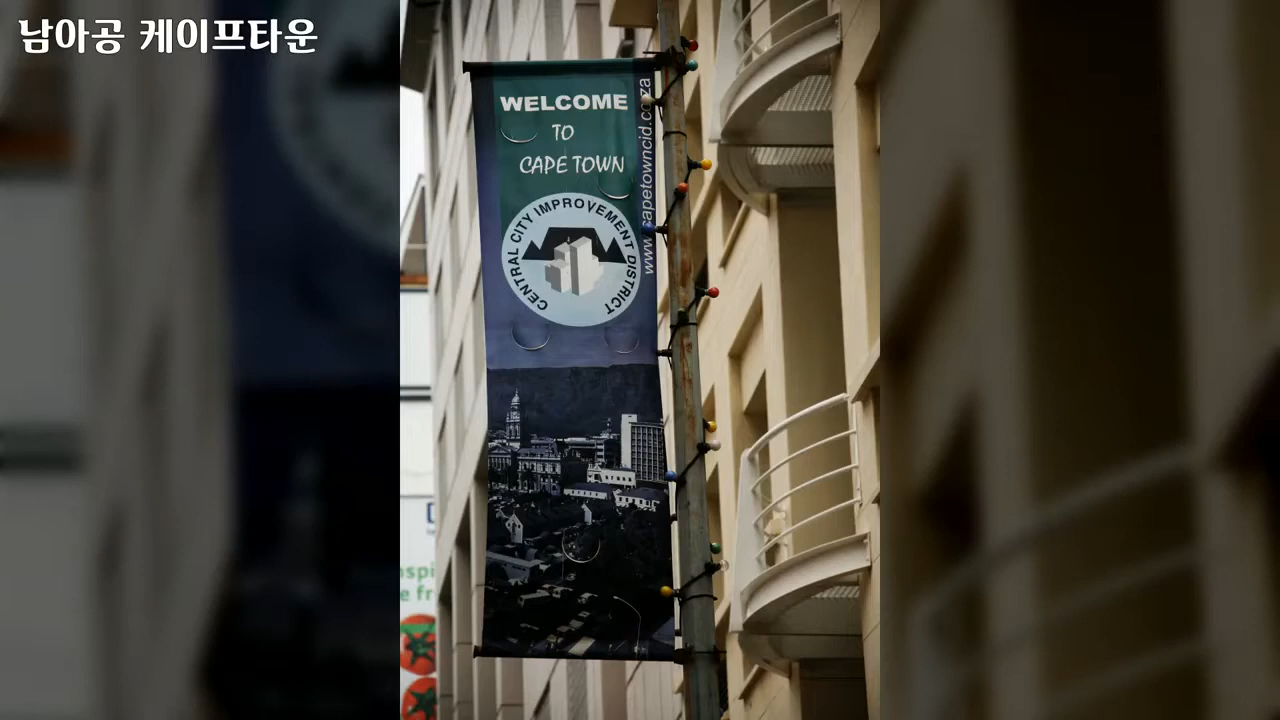 남아공 케이프타운
WELCOME
TO
CAPE TOWN
CENTRAL CITY IMPROVEMENT DISTRICT
www.capetowncid.co.za